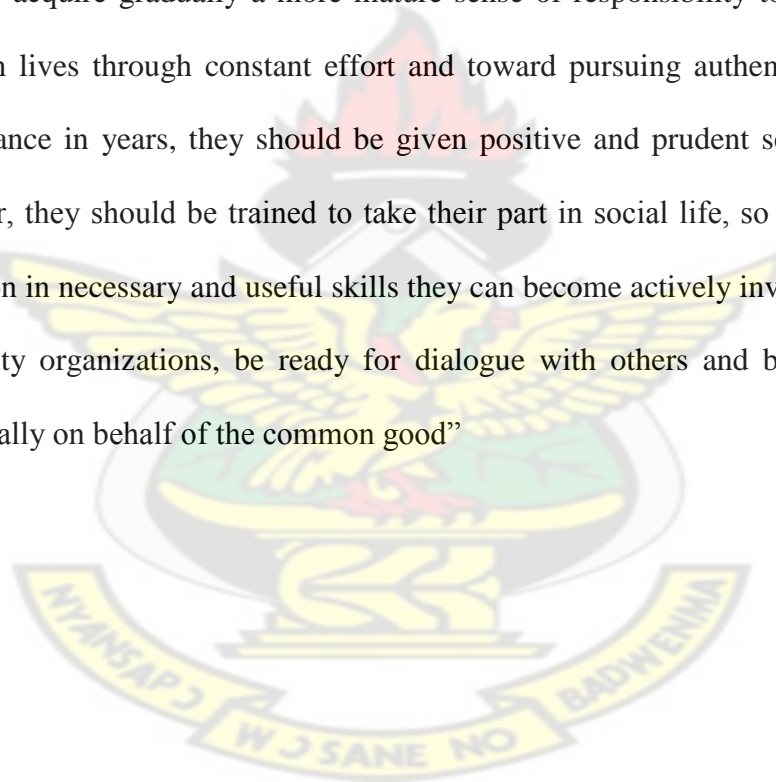 acquire gradually a more mature sense of responsibility to
lives through constant effort and toward pursuing authen
ance in years, they should be given positive and prudent s
r, they should be trained to take their part in social life, so
on in necessary and useful skills they can become actively inv
ty organizations, be ready for dialogue with others and b
ally on behalf of the common good”
NYANSAPƆ
WƆSANE NO
BADWENMA